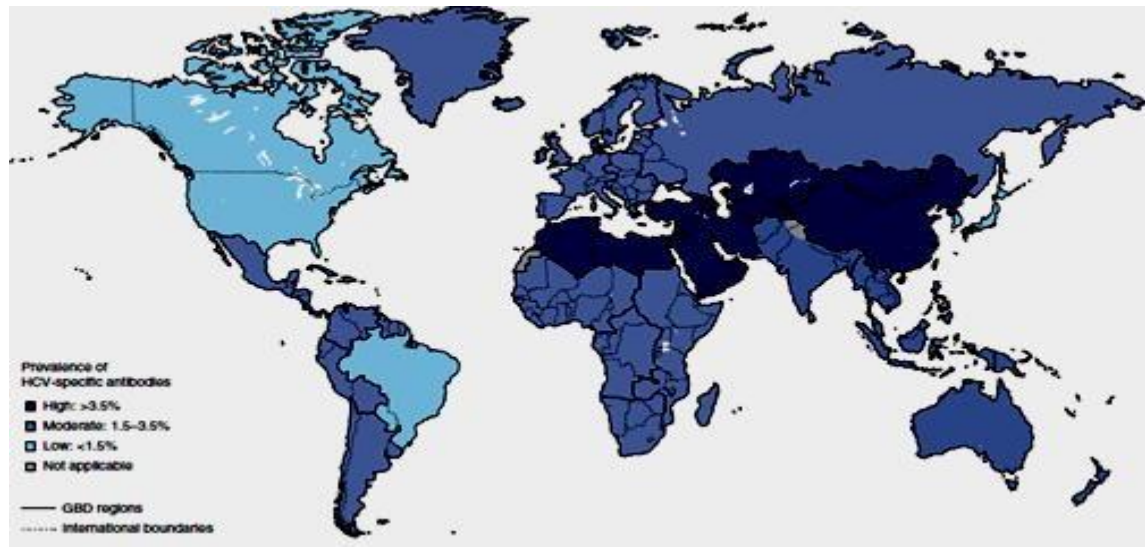 Prevalence of
HCV-specific antibodies
High: >3.5%
Moderate: 1.5–3.5%
Low: <1.5%
Not applicable
GBD regions
International boundaries